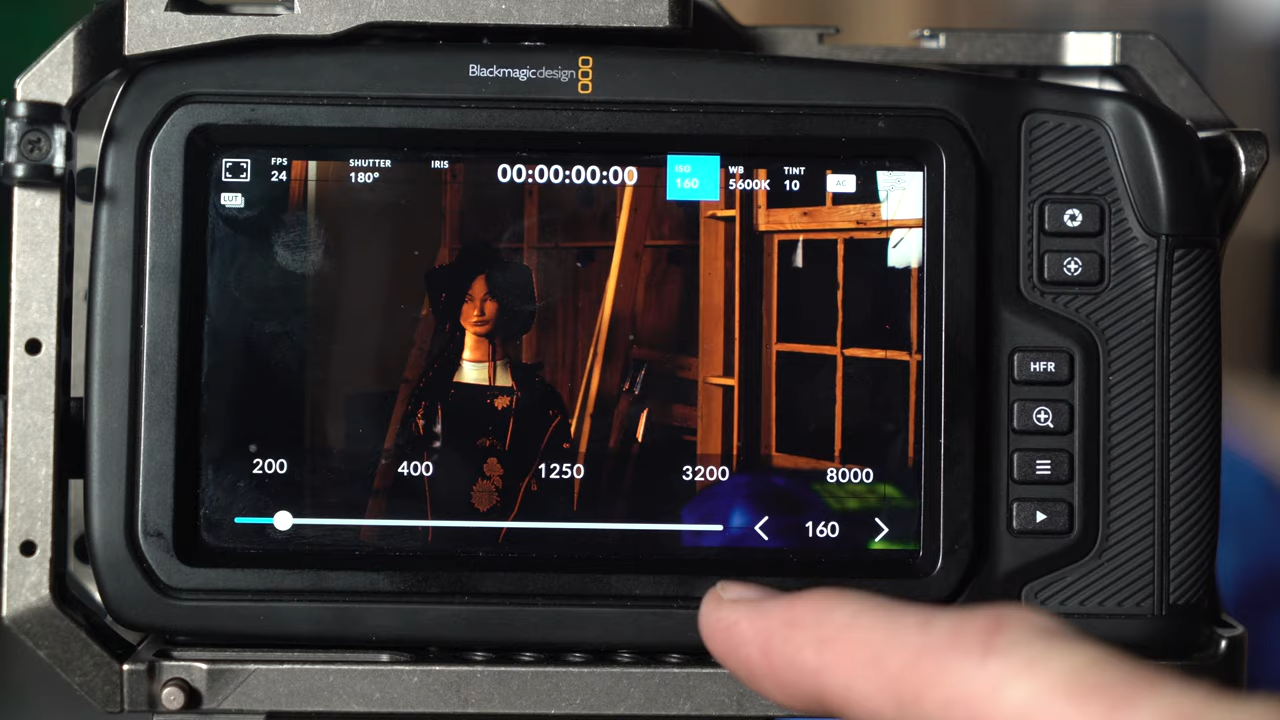 Blackmagicdesign
FPS
24
SHUTTER
180°
IRIS
00:00:00:00
ISO
160
WB
5600K
TINT
10
AC
LUT
200
400
1250
3200
8000
160
HFR